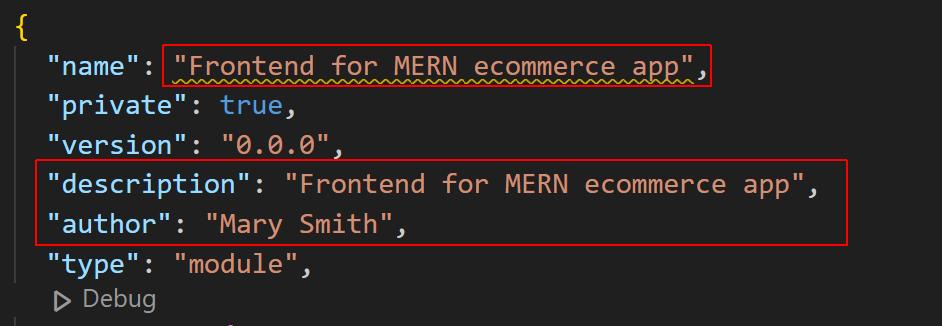 {
"name": "Frontend for MERN ecommerce app",
"private": true,
"version": "0.0.0",
"description": "Frontend for MERN ecommerce app",
"author": "Mary Smith",
"type": "module",
Debug